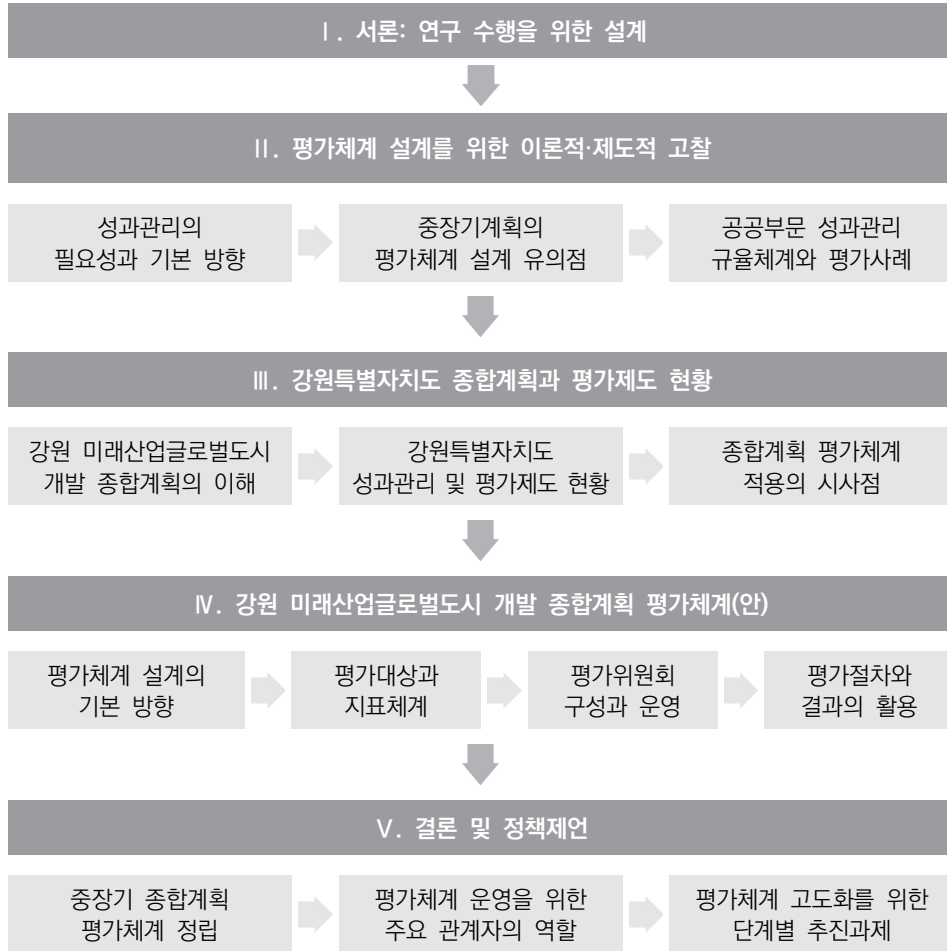 Ⅰ. 서론: 연구 수행을 위한 설계
Ⅱ. 평가체계 설계를 위한 이론적·제도적 고찰
성과관리의
필요성과 기본 방향
중장기계획의
평가체계 설계 유의점
공공부문 성과관리
규율체계와 평가사례
Ⅲ. 강원특별자치도 종합계획과 평가제도 현황
강원 미래산업글로벌도시
개발 종합계획의 이해
강원특별자치도
성과관리 및 평가제도 현황
종합계획 평가체계
적용의 시사점
Ⅳ. 강원 미래산업글로벌도시 개발 종합계획 평가체계(안)
평가체계 설계의
기본 방향
평가대상과
지표체계
평가위원회
구성과 운영
평가절차와
결과의 활용
Ⅴ. 결론 및 정책제언
중장기 종합계획
평가체계 정립
평가체계 운영을 위한
주요 관계자의 역할
평가체계 고도화를 위한
단계별 추진과제